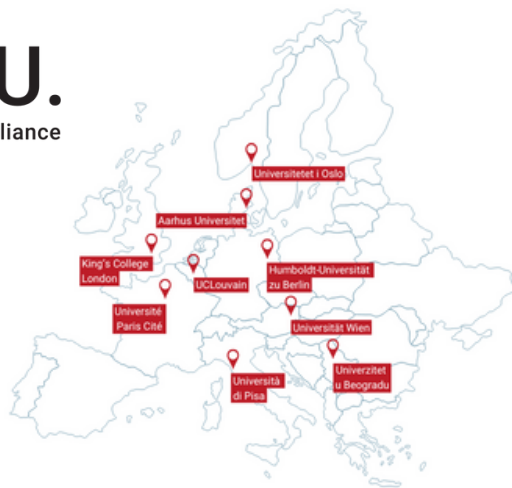 U.
liance
Universitetet i Oslo
Aarhus Universitet
King's College
London
UCLouvain
Humboldt-Universität
zu Berlin
Université
Paris Cité
Universität Wien
Università
di Pisa
Univerzitet
u Beogradu